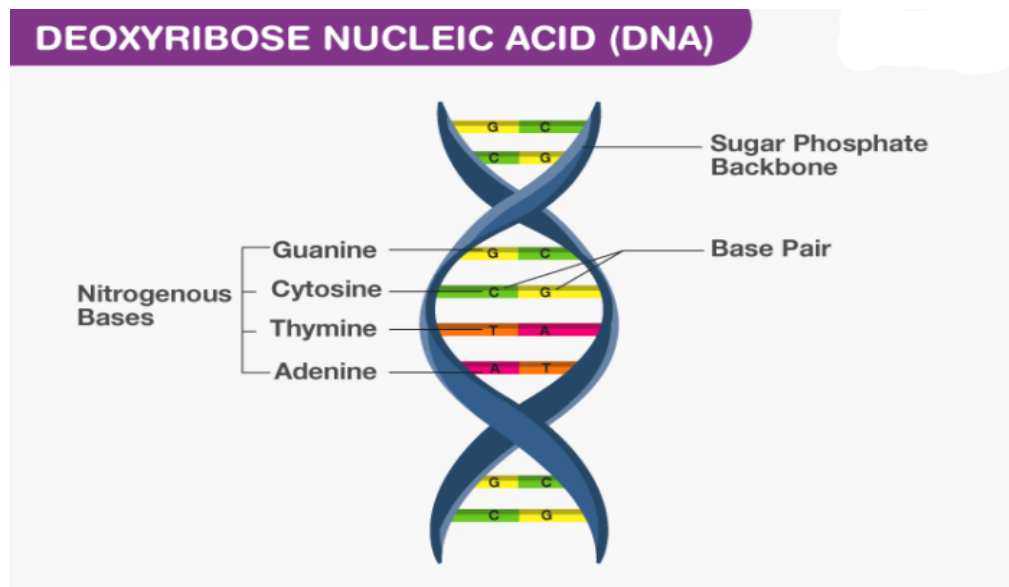 DEOXYRIBOSE NUCLEIC ACID (DNA)
G C
C G
Sugar Phosphate
Backbone
Guanine
G C
Base Pair
Nitrogenous
Bases
Cytosine
C G
Thymine
T A
Adenine
A T
G C
C G